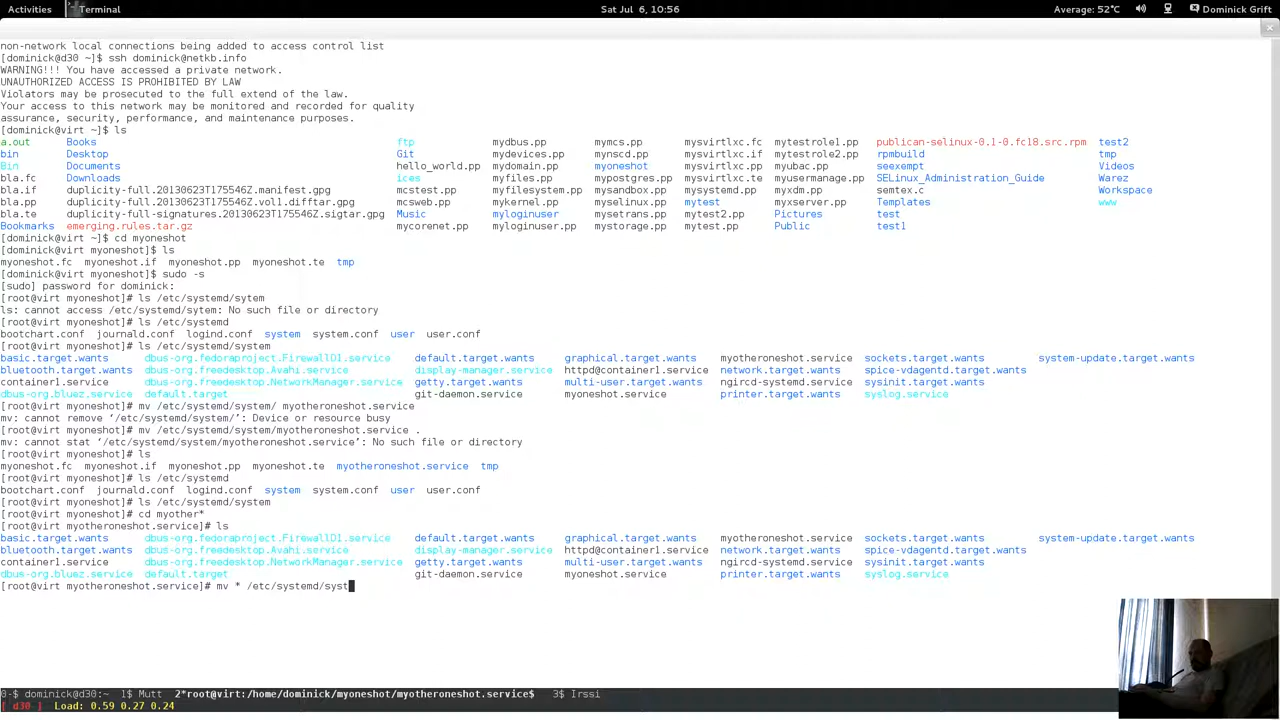 Activities Terminal Sat Jul 6, 10:56 Average: 52°C Dominick Grift
non-network local connections being added to access control list
[dominick@d30 ~]$ ssh dominick@netkb.info
WARNING!!! You have accessed a private network.
UNAUTHORIZED ACCESS IS PROHIBITED BY LAW
Violators may be prosecuted to the full extend of the law.
Your access to this network may be monitored and recorded for quality
assurance, security, performance, and maintenance purposes.
[dominick@virt ~]$ ls
a.out Books ftp mydbus.pp mymcs.pp mysvirtlxc.fc mytestrole1.pp publican-selinux-0.1-0.fc18.src.rpm test2
bin Desktop Git mydevices.pp mynscd.pp mysvirtlxc.if mytestrole2.pp rpmbuild tmp
Bin Documents hello_world.pp mydomain.pp myoneshot mysvirtlxc.pp myubac.pp seexempt Videos
bla.fc Downloads ices myfiles.pp mypostgres.pp mysvirtlxc.te myusermanage.pp SELinux_Administration_Guide Warez
bla.if duplicity-full.20130623T175546Z.manifest.gpg mcstest.pp myfilesystem.pp mysandbox.pp mysystemd.pp myxdm.pp semtex.c Workspace
bla.pp duplicity-full.20130623T175546Z.vol1.difftar.gpg mcsweb.pp mykernel.pp myselinux.pp mytest myxserver.pp Templates www
bla.te duplicity-full-signatures.20130623T175546Z.sigtar.gpg Music myloginuser mysetrans.pp mytest2.pp Pictures test
Bookmarks emerging.rules.tar.gz mycorenet.pp myloginuser.pp mystorage.pp mytest.pp Public test1
[dominick@virt ~]$ cd myoneshot
[dominick@virt myoneshot]$ ls
myoneshot.fc myoneshot.if myoneshot.pp myoneshot.te tmp
[dominick@virt myoneshot]$ sudo -s
[sudo] password for dominick:
[root@virt myoneshot]# ls /etc/systemd/sytem
ls: cannot access /etc/systemd/sytem: No such file or directory
[root@virt myoneshot]# ls /etc/systemd
bootchart.conf journald.conf logind.conf system system.conf user user.conf
[root@virt myoneshot]# ls /etc/systemd/system
basic.target.wants dbus-org.fedoraproject.FirewallD1.service default.target.wants graphical.target.wants myotheroneshot.service sockets.target.wants system-update.target.wants
bluetooth.target.wants dbus-org.freedesktop.Avahi.service display-manager.service httpd@container1.service network.target.wants spice-vdagentd.target.wants
container1.service dbus-org.freedesktop.NetworkManager.service getty.target.wants multi-user.target.wants ngircd-systemd.service sysinit.target.wants
dbus-org.bluez.service default.target git-daemon.service myoneshot.service printer.target.wants syslog.service
[root@virt myoneshot]# mv /etc/systemd/system/ myotheroneshot.service
mv: cannot remove ‘/etc/systemd/system/’: Device or resource busy
[root@virt myoneshot]# mv /etc/systemd/system/myotheroneshot.service .
mv: cannot stat ‘/etc/systemd/system/myotheroneshot.service’: No such file or directory
[root@virt myoneshot]# ls
myoneshot.fc myoneshot.if myoneshot.pp myoneshot.te myotheroneshot.service tmp
[root@virt myoneshot]# ls /etc/systemd
bootchart.conf journald.conf logind.conf system system.conf user user.conf
[root@virt myoneshot]# ls /etc/systemd/system
[root@virt myoneshot]# cd myother*
[root@virt myotheroneshot.service]# ls
basic.target.wants dbus-org.fedoraproject.FirewallD1.service default.target.wants graphical.target.wants myotheroneshot.service sockets.target.wants system-update.target.wants
bluetooth.target.wants dbus-org.freedesktop.Avahi.service display-manager.service httpd@container1.service network.target.wants spice-vdagentd.target.wants
container1.service dbus-org.freedesktop.NetworkManager.service getty.target.wants multi-user.target.wants ngircd-systemd.service sysinit.target.wants
dbus-org.bluez.service default.target git-daemon.service myoneshot.service printer.target.wants syslog.service
[root@virt myotheroneshot.service]# mv * /etc/systemd/syst
0-$ dominick@d30:~ 1$ Mutt 2*root@virt:/home/dominick/myoneshot/myotheroneshot.service$ 3$ Irssi
[ d30 ] Load: 0.59 0.27 0.24